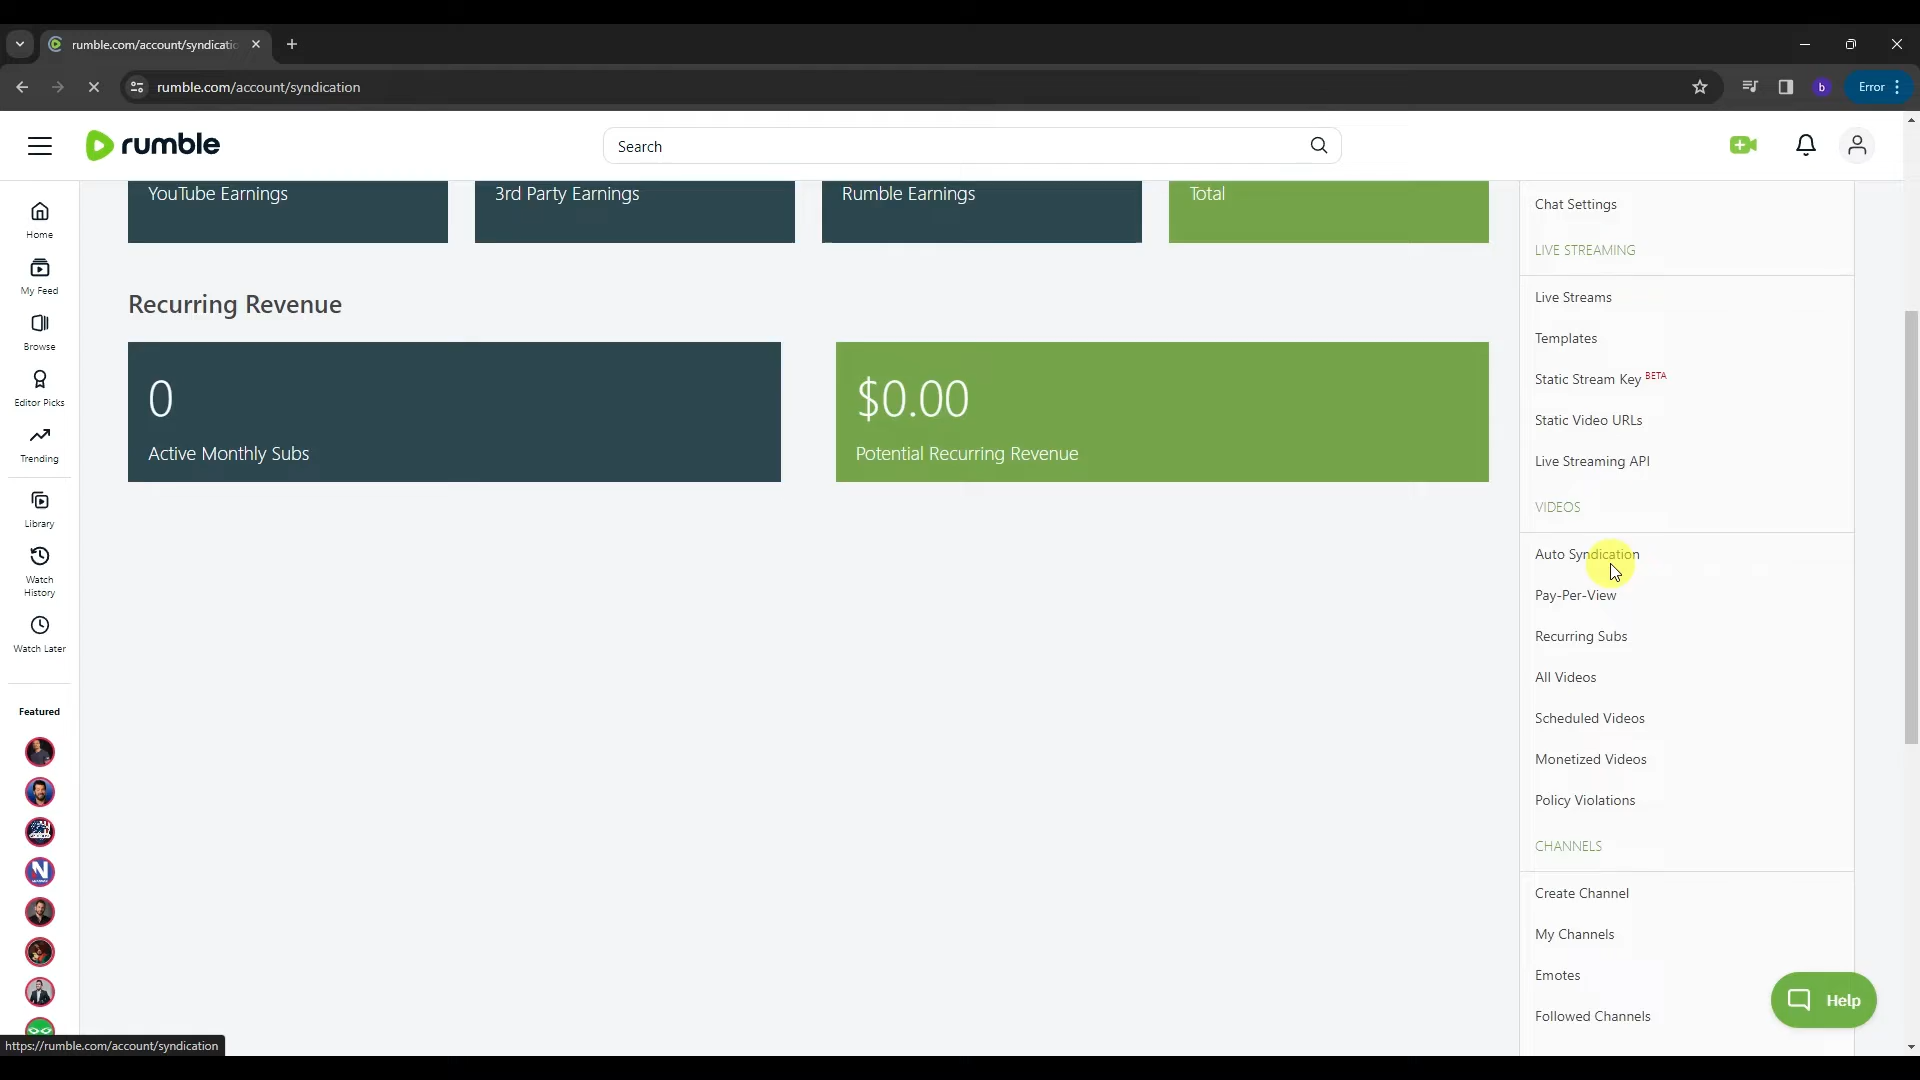 rumble.com/account/syndicatic
rumble.com/account/syndication
b
Error
rumble
Search
Home
My Feed
Browse
Editor Picks
Trending
Library
Watch
History
Watch Later
Featured
YouTube Earnings
3rd Party Earnings
Rumble Earnings
Total
Recurring Revenue
0
Active Monthly Subs
$0.00
Potential Recurring Revenue
Chat Settings
LIVE STREAMING
Live Streams
Templates
Static Stream Key BETA
Static Video URLs
Live Streaming API
VIDEOS
Auto Syndication
Pay-Per-View
Recurring Subs
All Videos
Scheduled Videos
Monetized Videos
Policy Violations
CHANNELS
Create Channel
My Channels
Emotes
Followed Channels
Help
https://rumble.com/account/syndication